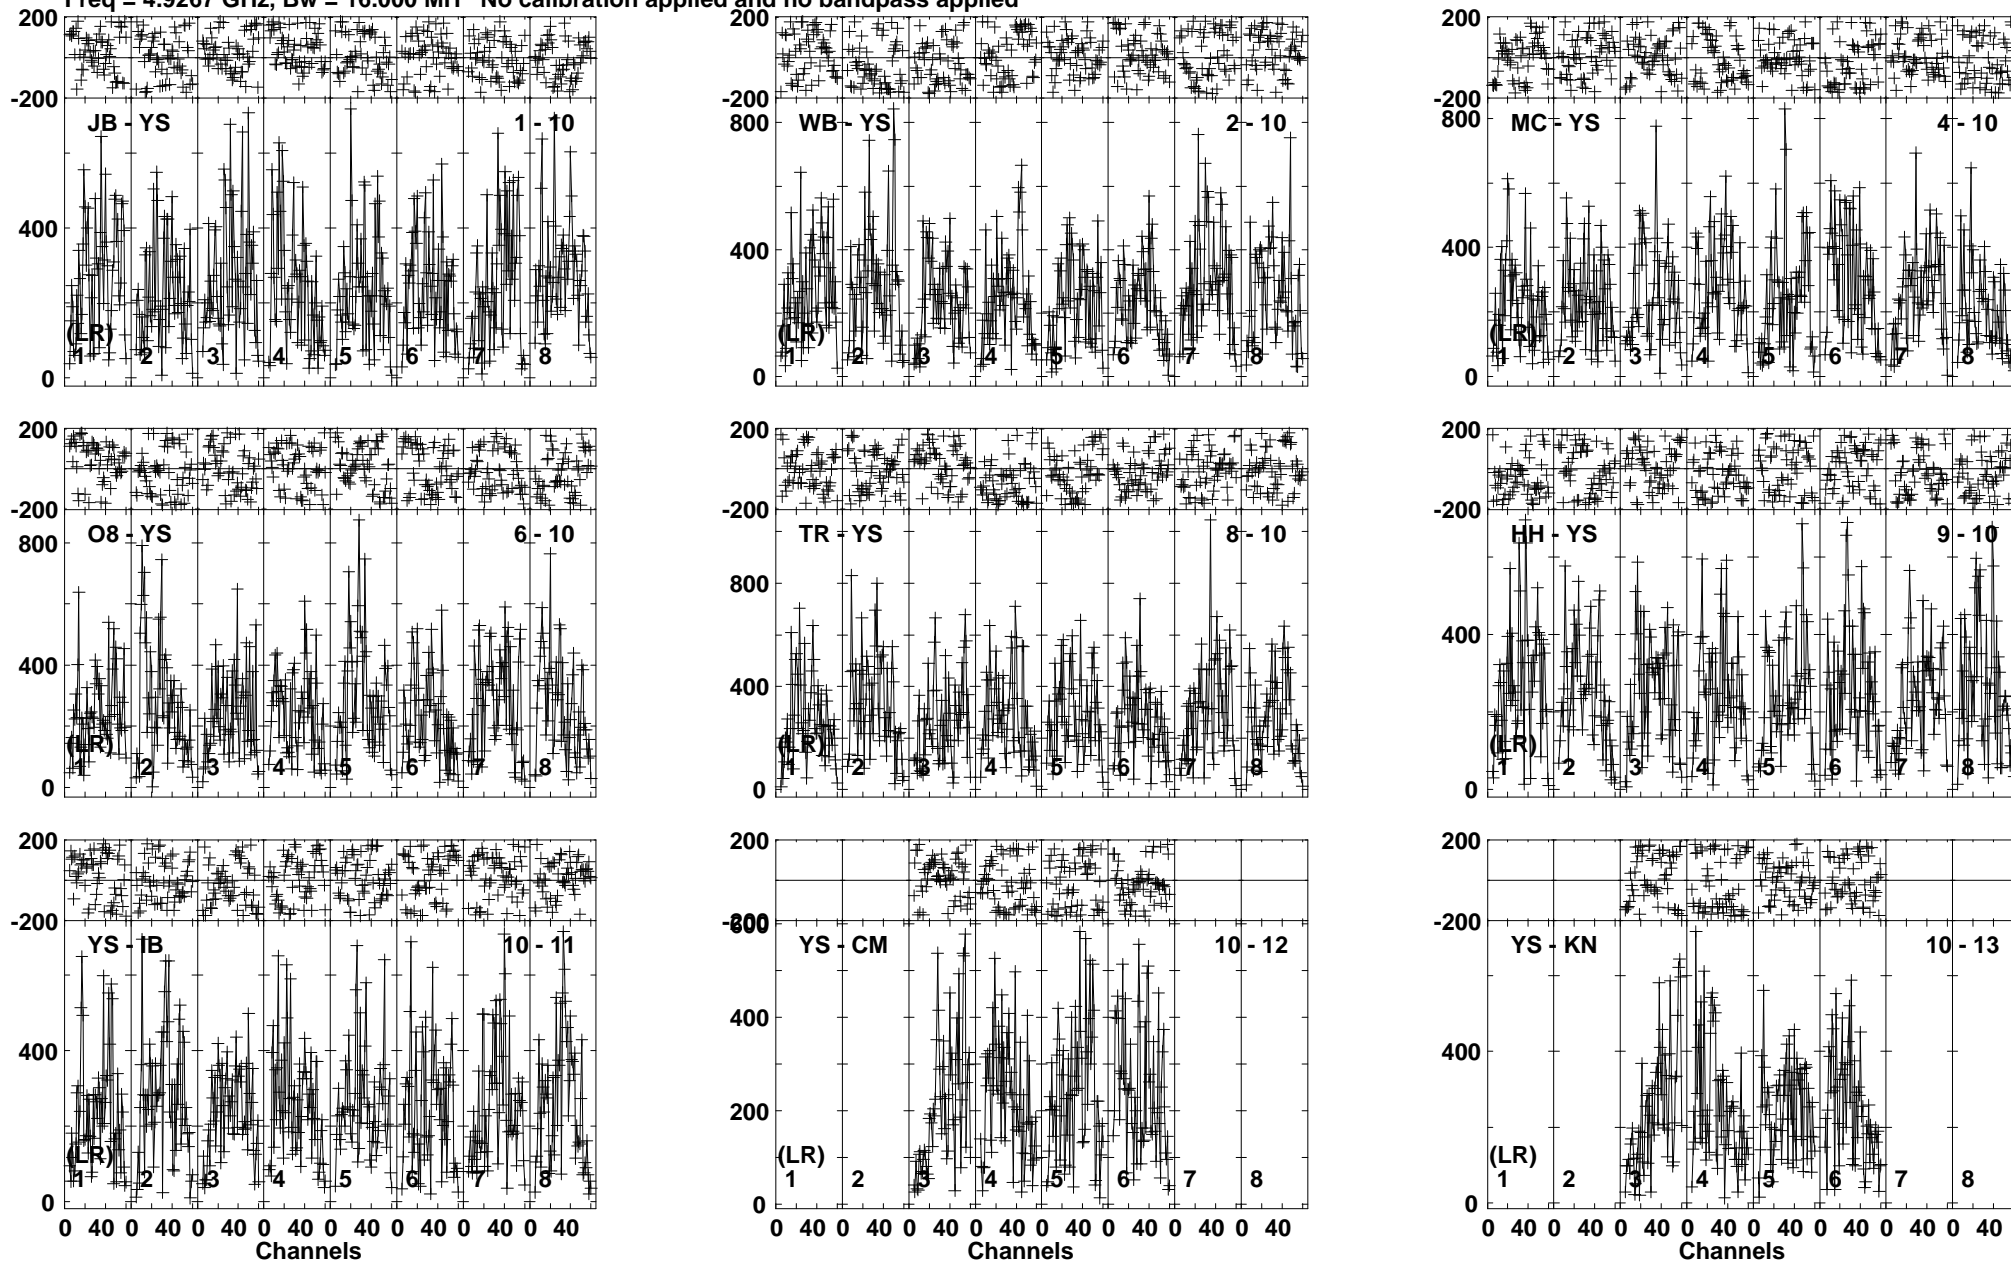 Freq = 4.9267 GHz, Bw = 16.000 MH No calibration applied and no bandpass applied
200 200 200
-200 -200 -200
JB - YS 1 - 10 WB - YS 2 - 10 MC - YS 4 - 10
800 800
400 400 400
(LR) (LR) (LR)
1 2 3 4 5 6 7 8 1 2 3 4 5 6 7 8 1 2 3 4 5 6 7 8
0 0 0
200 200 200
-200 -200 -200
O8 - YS 6 - 10 TR - YS 8 - 10 HH - YS 9 - 10
800 800
400 400 400
(LR) (LR) (LR)
1 2 3 4 5 6 7 8 1 2 3 4 5 6 7 8 1 2 3 4 5 6 7 8
0 0 0
200 200 200
-200 -200 -200
600
YS - IB 10 - 11 YS - CM 10 - 12 YS - KN 10 - 13
400 400 400
200
(LR) (LR) (LR)
1 2 3 4 5 6 7 8 1 2 3 4 5 6 7 8 1 2 3 4 5 6 7 8
0 0 0
0 40 0 40 0 40 0 40 0 40 0 40 0 40 0 40 0 40 0 40 0 40 0 40 0 40 0 40 0 40 0 40 0 40 0 40 0 40 0 40 0 40 0 40 0 40 0 40
Channels Channels Channels